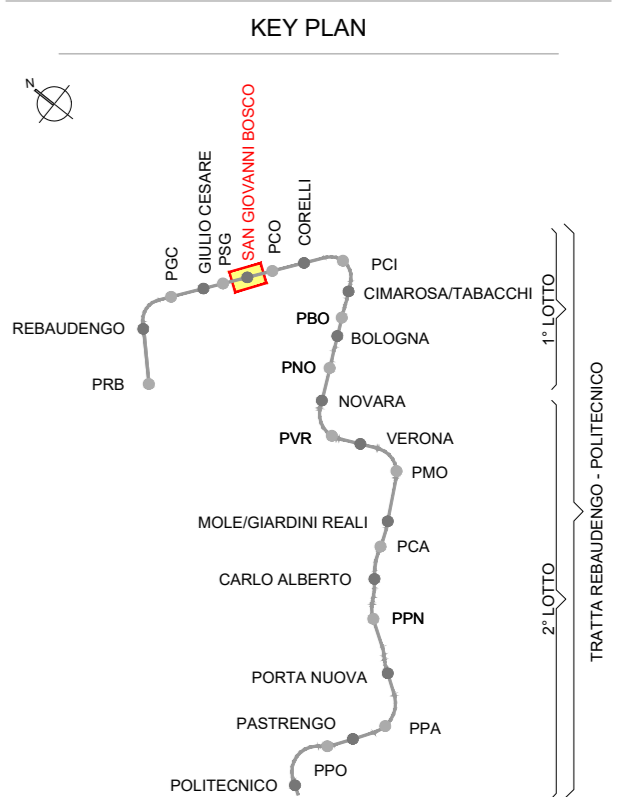 KEY PLAN
N
PGC
GIULIO CESARE
PSG
SAN GIOVANNI BOSCO
PCO
CORELLI
PCI
CIMAROSA/TABACCHI
REBAUDENGO
PBO
BOLOGNA
PRB
PNO
NOVARA
PVR
VERONA
PMO
MOLE/GIARDINI REALI
PCA
CARLO ALBERTO
PPN
PORTA NUOVA
PASTRENGO
PPA
PPO
POLITECNICO
1° LOTTO
2° LOTTO
TRATTA REBAUDENGO - POLITECNICO